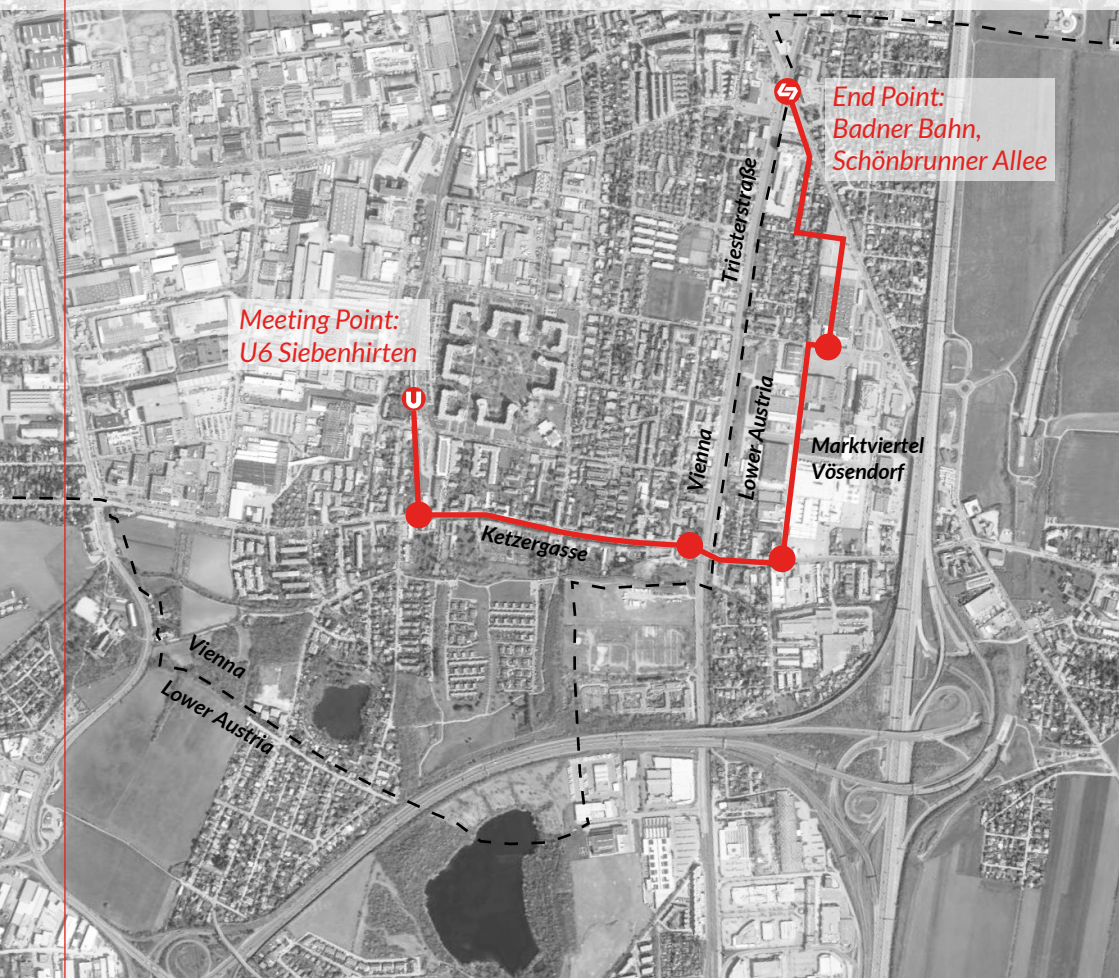 End Point:
Badner Bahn,
Schönbrunner Allee
Triesterstraße
Meeting Point:
U6 Siebenhirten
U
Vienna
Lower Austria
Marktviertel
Vösendorf
Ketzergasse
Vienna
Lower Austria